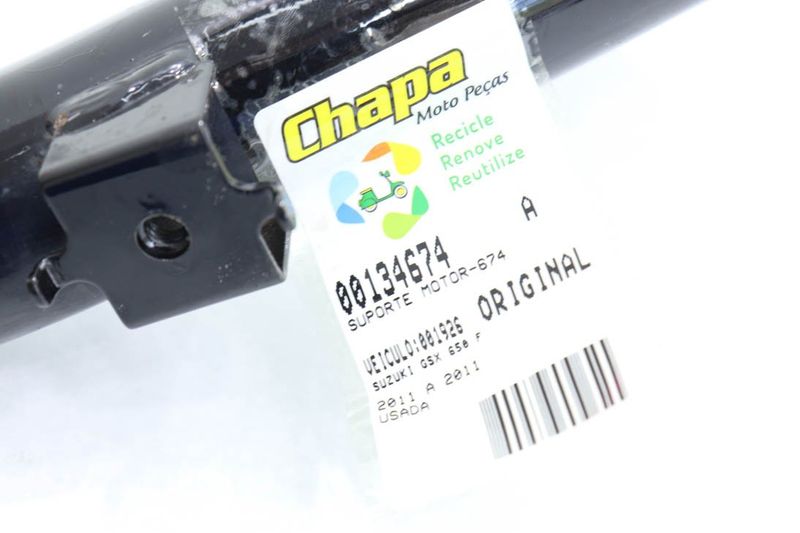 Chapa
Moto Peças
Recicle
Renove
Reutilize
A
00134674
SUPORTE MOTOR-674
VEICULO:001926 ORIGINAL
SUZUKI GSX 650 F
2011 A 2011
USADA